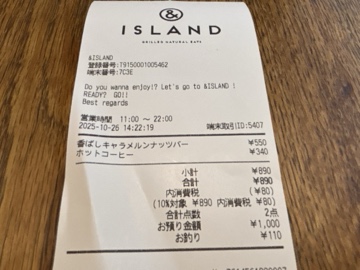 &
ISLAND
GRILLED NATURAL EATS
&ISLAND
登録番号:T9150001005462
端末番号:7C3E
Do you wanna enjoy!? Let's go to &ISLAND !
READY? GO!!
Best regards
営業時間 11:00 ～ 22:00
2025-10-26 14:22:19 端末取引ID:5407
香ばしキャラメルンナッツバー ¥550
ホットコーヒー ¥340
小計 ¥890
合計 ¥890
内消費税 (¥80)
(10%対象 ¥890 内消費税 ¥80)
合計点数 2点
お預り金額 ¥1,000
お釣り ¥110